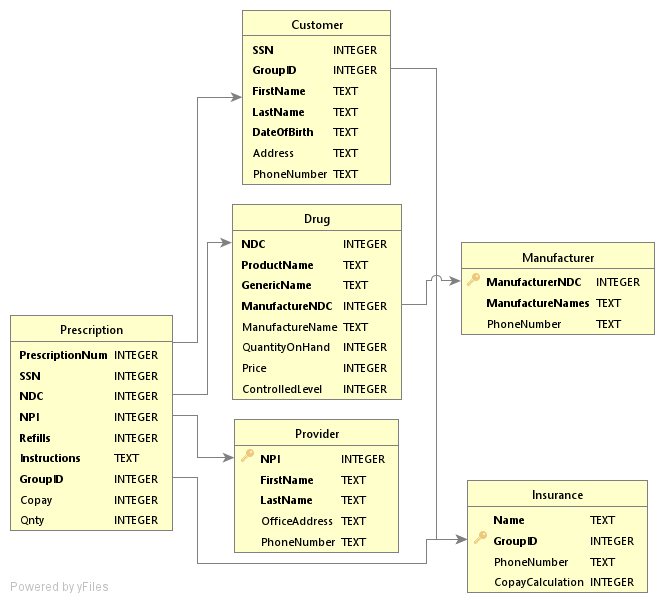 Customer
SSN INTEGER
GroupID INTEGER
FirstName TEXT
LastName TEXT
DateOfBirth TEXT
Address TEXT
PhoneNumber TEXT
Drug
NDC INTEGER
ProductName TEXT
GenericName TEXT
ManufactureNDC INTEGER
ManufactureName TEXT
QuantityOnHand INTEGER
Price INTEGER
ControlledLevel INTEGER
Manufacturer
ManufacturerNDC INTEGER
ManufactureNames TEXT
PhoneNumber TEXT
Prescription
PrescriptionNum INTEGER
SSN INTEGER
NDC INTEGER
NPI INTEGER
Refills INTEGER
Instructions TEXT
GroupID INTEGER
Copay INTEGER
Qnty INTEGER
Provider
NPI INTEGER
FirstName TEXT
LastName TEXT
OfficeAddress TEXT
PhoneNumber TEXT
Insurance
Name TEXT
GroupID INTEGER
PhoneNumber TEXT
CopayCalculation INTEGER
Powered by yFiles